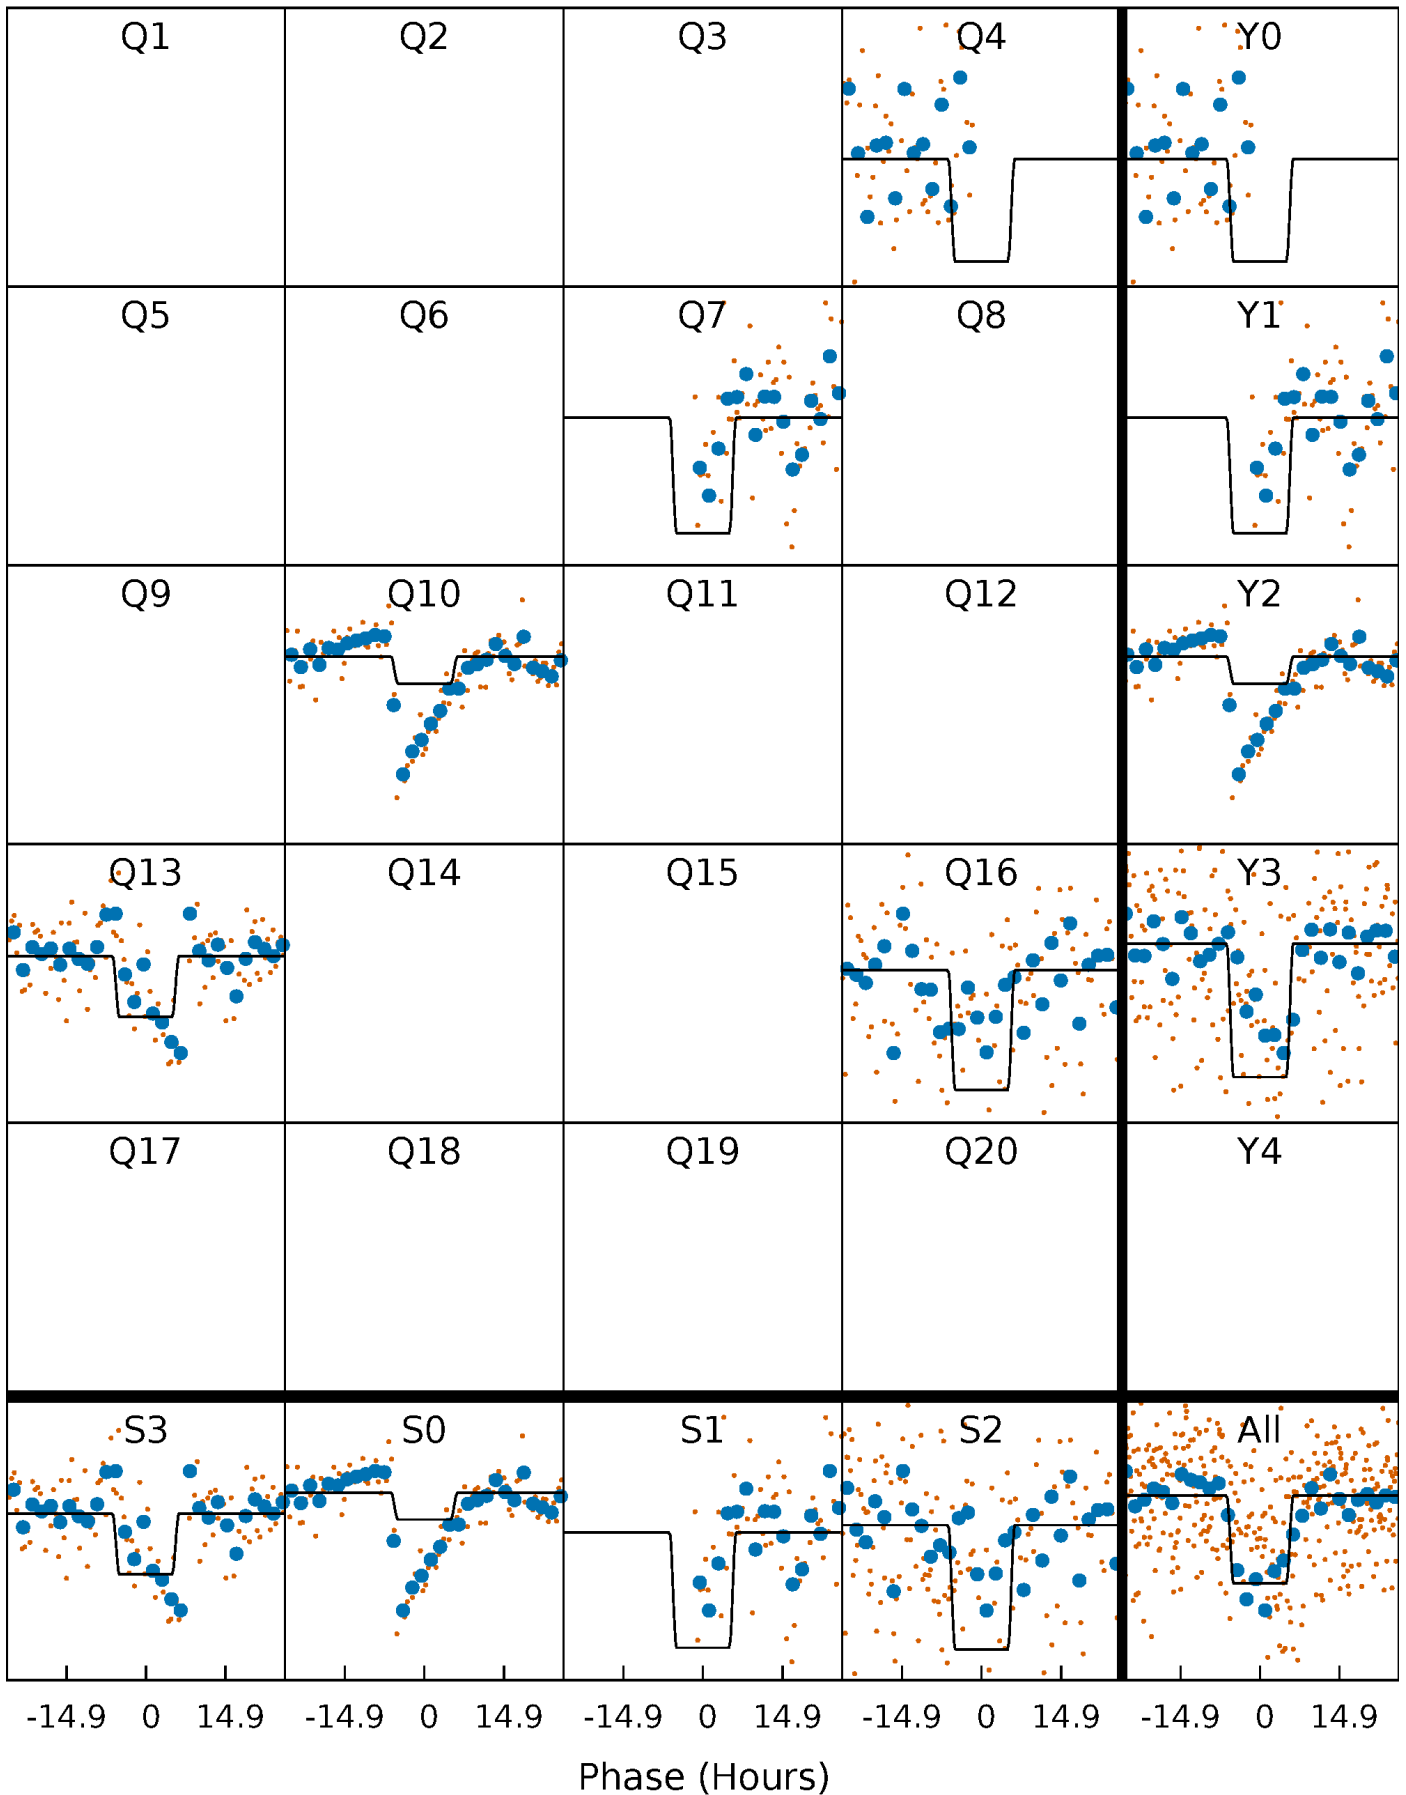 Q1 Q2 Q3 Q4 Y0
Q5 Q6 Q7 Q8 Y1
Q9 Q10 Q11 Q12 Y2
Q13 Q14 Q15 Q16 Y3
Q17 Q18 Q19 Q20 Y4
S3 S0 S1 S2 All
-14.9 0 14.9 -14.9 0 14.9 -14.9 0 14.9 -14.9 0 14.9 -14.9 0 14.9
Phase (Hours)